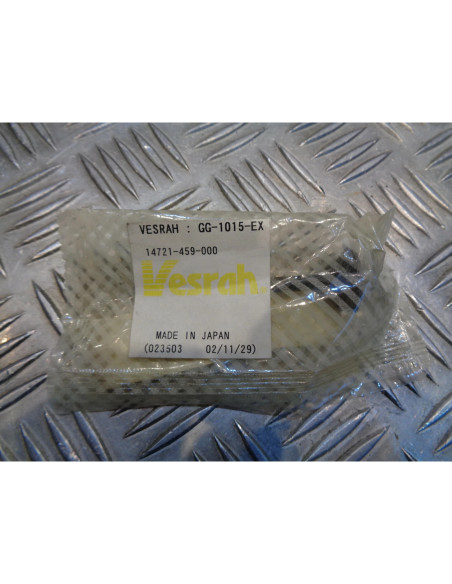 VESRAH : GG-1015-EX
14721-459-000
Vesrah
MADE IN JAPAN
(023503 02/11/29)